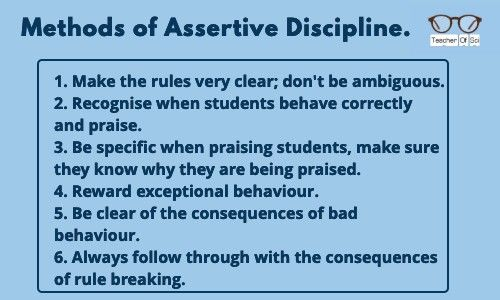 Methods of Assertive Discipline.
Teacher Of Sci
1. Make the rules very clear; don't be ambiguous.
2. Recognise when students behave correctly
and praise.
3. Be specific when praising students, make sure
they know why they are being praised.
4. Reward exceptional behaviour.
5. Be clear of the consequences of bad
behaviour.
6. Always follow through with the consequences
of rule breaking.